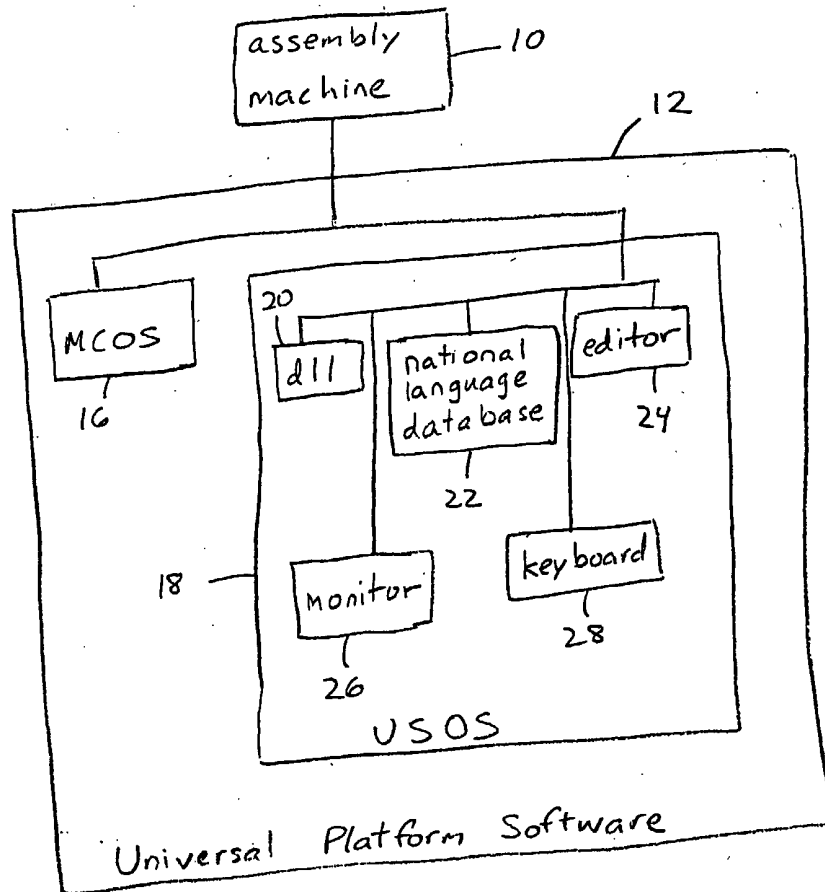 assembly
machine
10
12
MCOS
16
20
dll
national
language
database
22
editor
24
18
monitor
26
keyboard
28
USOS
Universal Platform Software